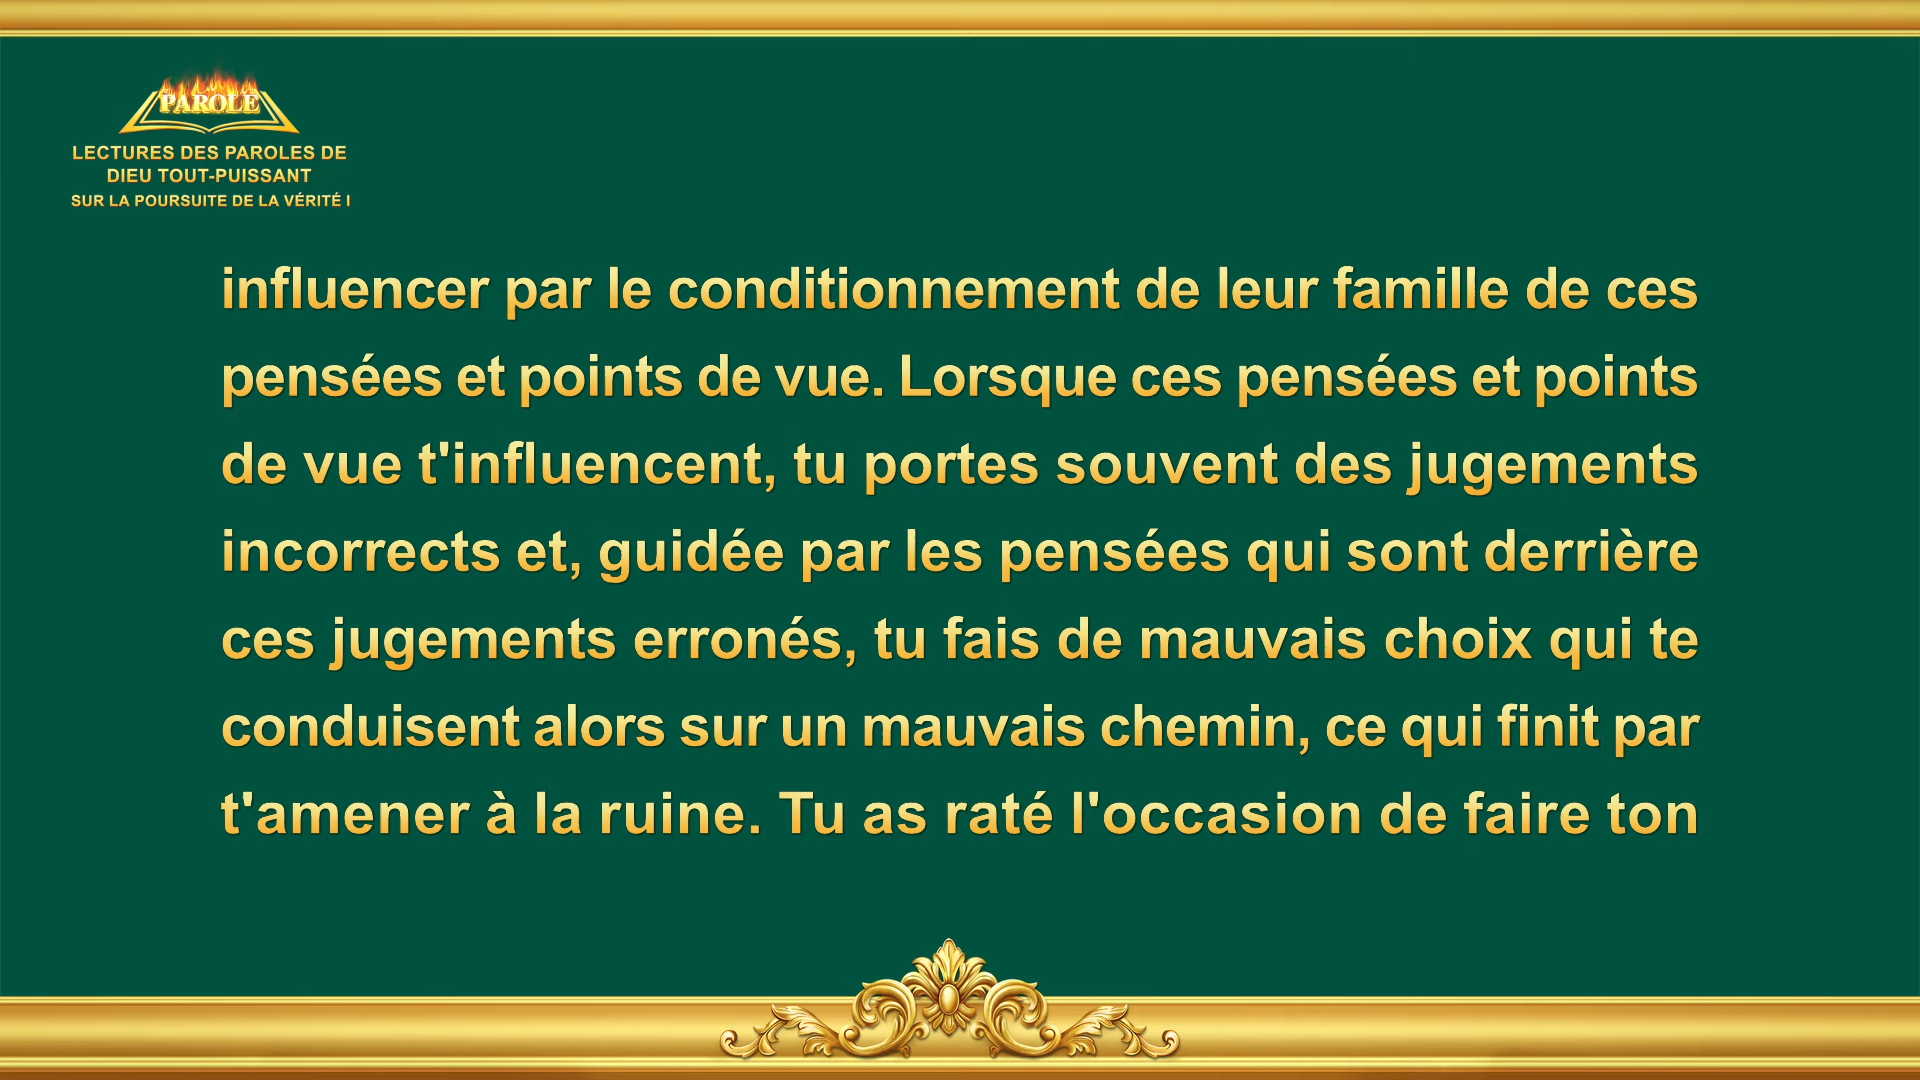 PAROLE
LECTURES DES PAROLES DE
DIEU TOUT-PUISSANT
SUR LA POURSUITE DE LA VÉRITÉ I
influencer par le conditionnement de leur famille de ces
pensées et points de vue. Lorsque ces pensées et points
de vue t'influencent, tu portes souvent des jugements
incorrects et, guidée par les pensées qui sont derrière
ces jugements erronés, tu fais de mauvais choix qui te
conduisent alors sur un mauvais chemin, ce qui finit par
t'amener à la ruine. Tu as raté l'occasion de faire ton